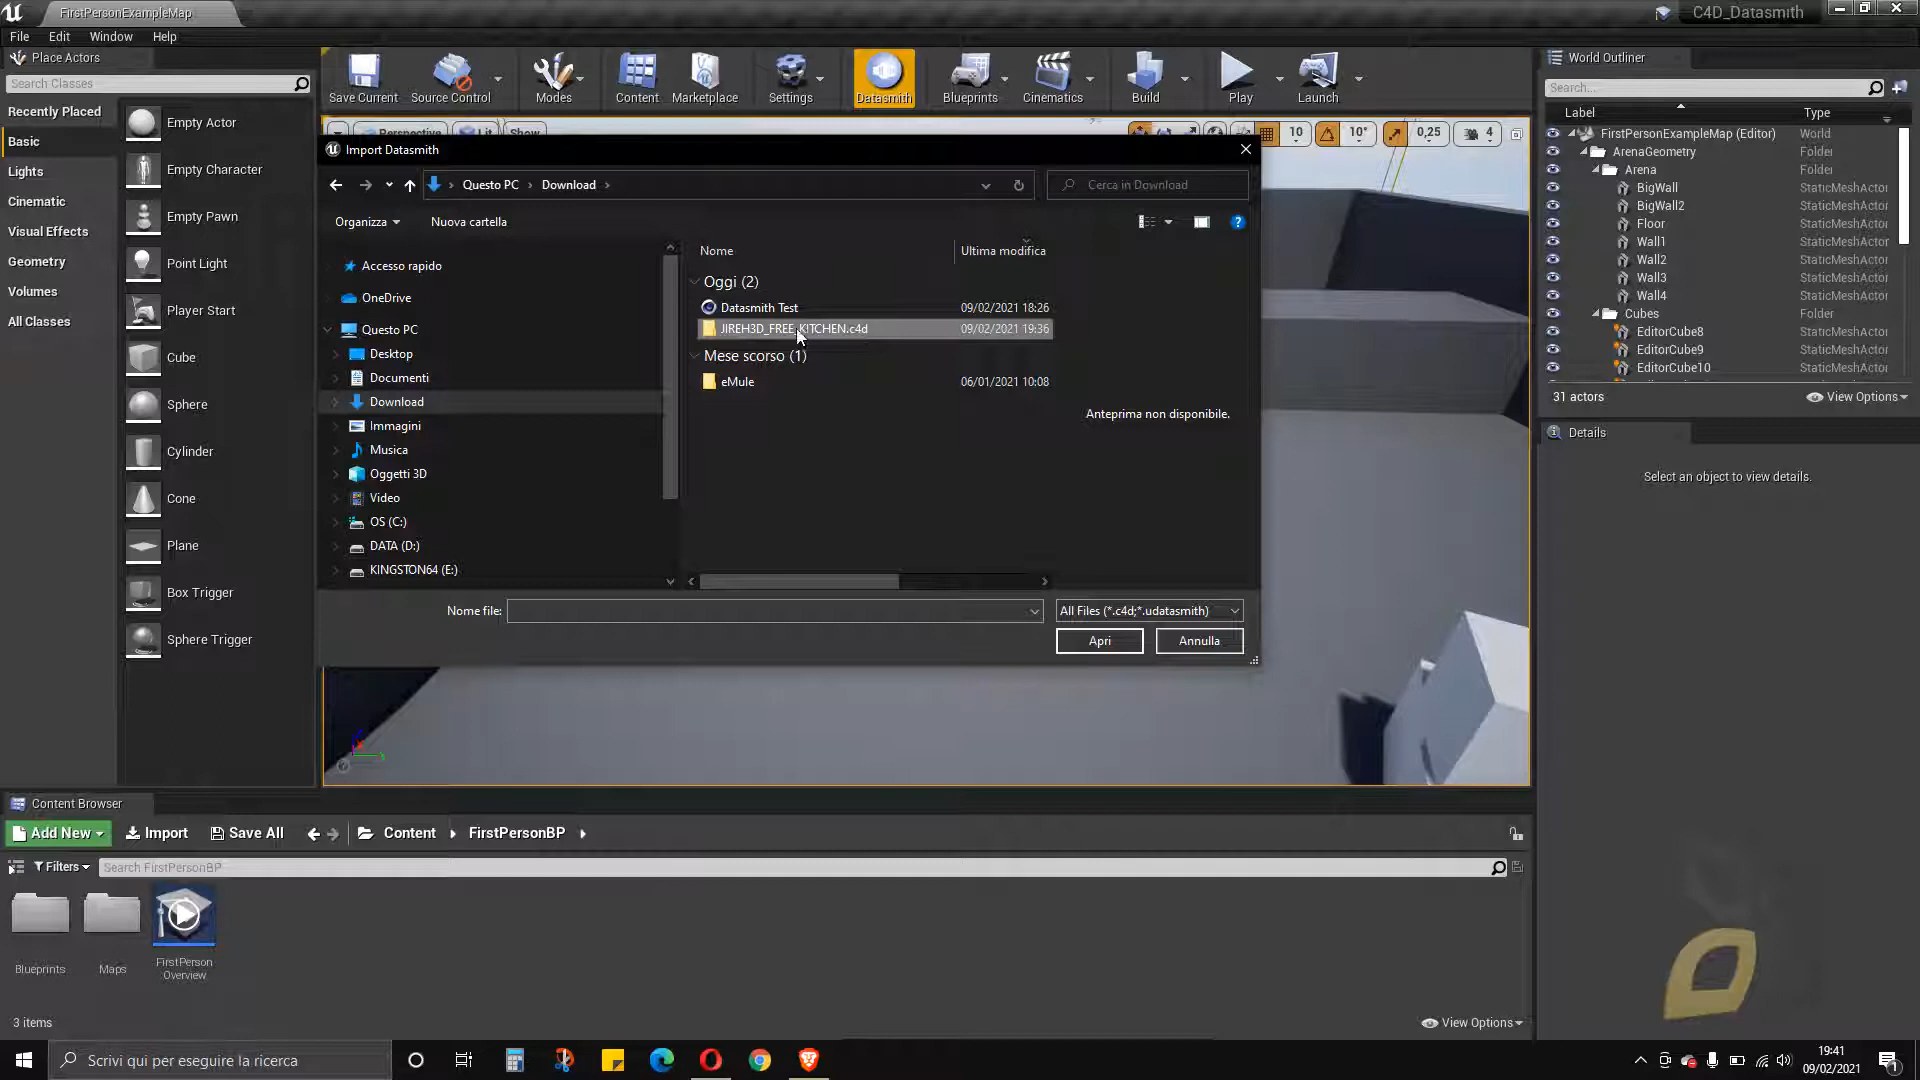 FirstPersonExampleMap
C4D_Datasmith
File Edit Window Help
Place Actors
Search Classes
Recently Placed
Basic
Lights
Cinematic
Visual Effects
Geometry
Volumes
All Classes
Empty Actor
Empty Character
Empty Pawn
Point Light
Player Start
Cube
Sphere
Cylinder
Cone
Plane
Box Trigger
Sphere Trigger
Save Current
Source Control
Modes
Content
Marketplace
Settings
Datasmith
Blueprints
Cinematics
Build
Play
Launch
Perspective Lit Show
10 10° 0,25 4
Import Datasmith
Questo PC > Download >
Cerca in Download
Organizza Nuova cartella
Accesso rapido
OneDrive
Questo PC
Desktop
Documenti
Download
Immagini
Musica
Oggetti 3D
Video
OS (C:)
DATA (D:)
KINGSTON64 (E:)
Nome Ultima modifica
Oggi (2)
Datasmith Test 09/02/2021 18:26
JIREH3D_FREE_KITCHEN.c4d 09/02/2021 19:36
Mese scorso (1)
eMule 06/01/2021 10:08
Anteprima non disponibile.
Nome file:
All Files (*.c4d;*.udatasmith)
Apri Annulla
World Outliner
Search...
Label Type
FirstPersonExampleMap (Editor) World
ArenaGeometry Folder
Arena Folder
BigWall StaticMeshActor
BigWall2 StaticMeshActor
Floor StaticMeshActor
Wall1 StaticMeshActor
Wall2 StaticMeshActor
Wall3 StaticMeshActor
Wall4 StaticMeshActor
Cubes Folder
EditorCube8 StaticMeshActor
EditorCube9 StaticMeshActor
EditorCube10 StaticMeshActor
31 actors View Options
Details
Select an object to view details.
Content Browser
Add New Import Save All Content FirstPersonBP
Filters Search FirstPersonBP
Blueprints
Maps
FirstPerson
Overview
3 items View Options
Scrivi qui per eseguire la ricerca
19:41
09/02/2021
1